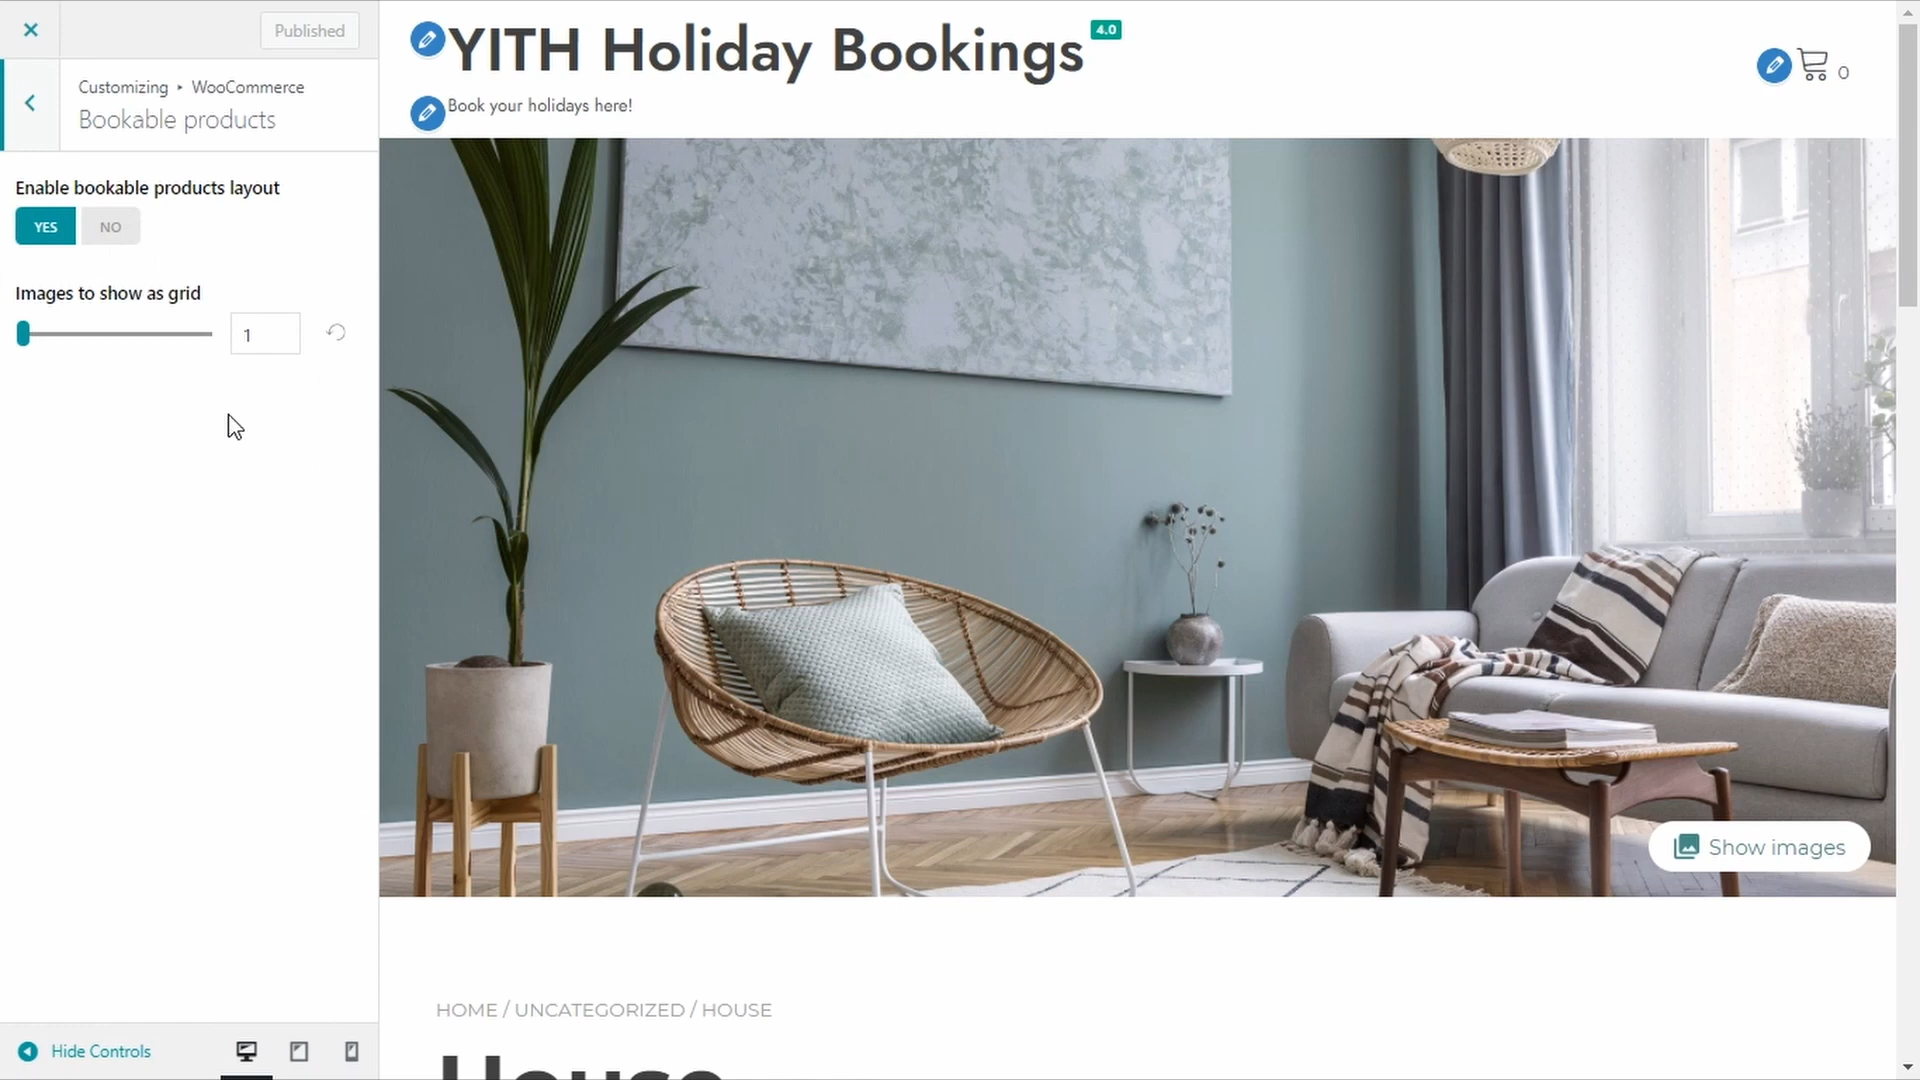 Published
Customizing ▸ WooCommerce
Bookable products
Enable bookable products layout
YES NO
Images to show as grid
1
Hide Controls
YITH Holiday Bookings 4.0
Book your holidays here!
0
Show images
HOME / UNCATEGORIZED / HOUSE
House